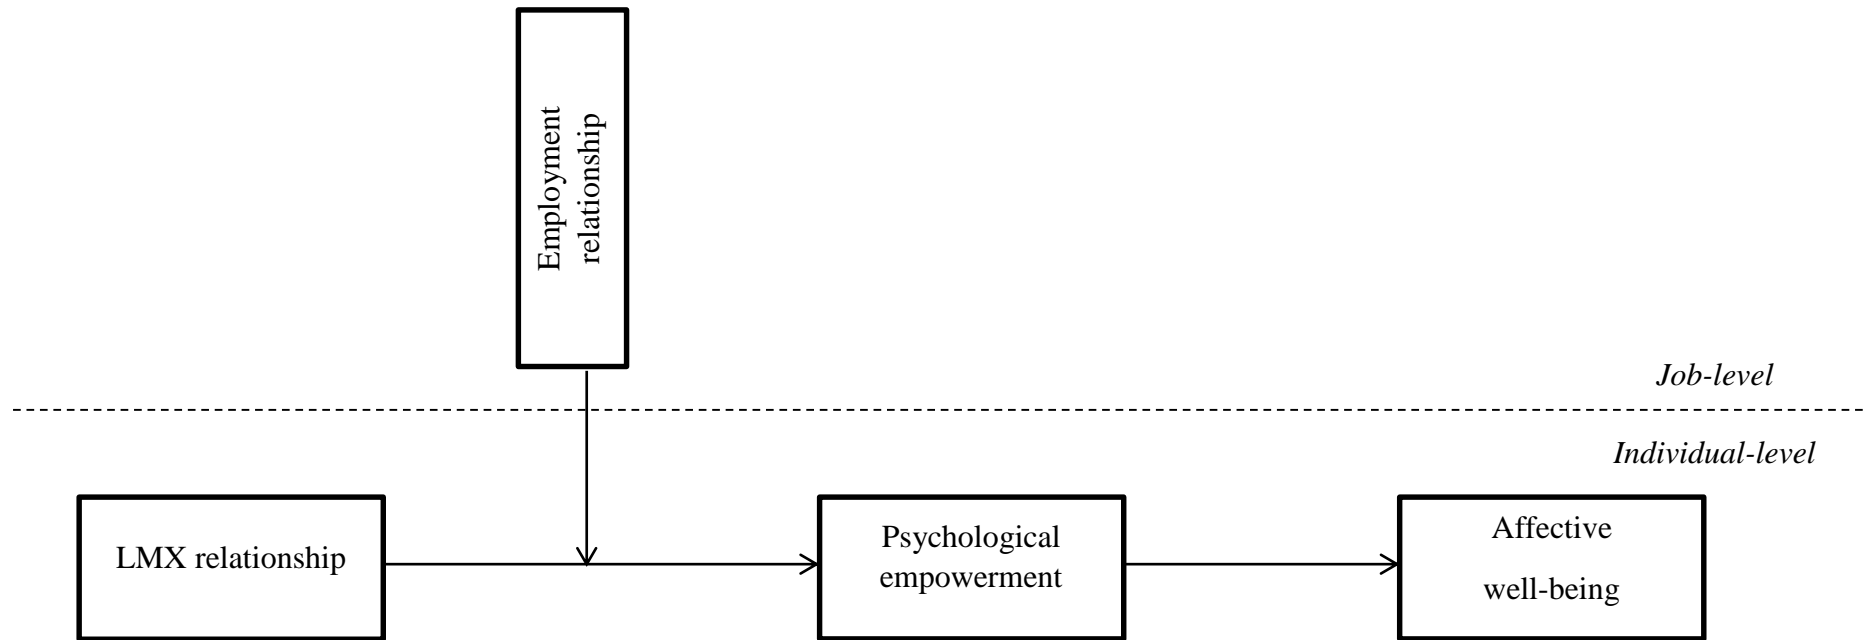 Employment
relationship
Job-level
Individual-level
LMX relationship
Psychological
empowerment
Affective
well-being